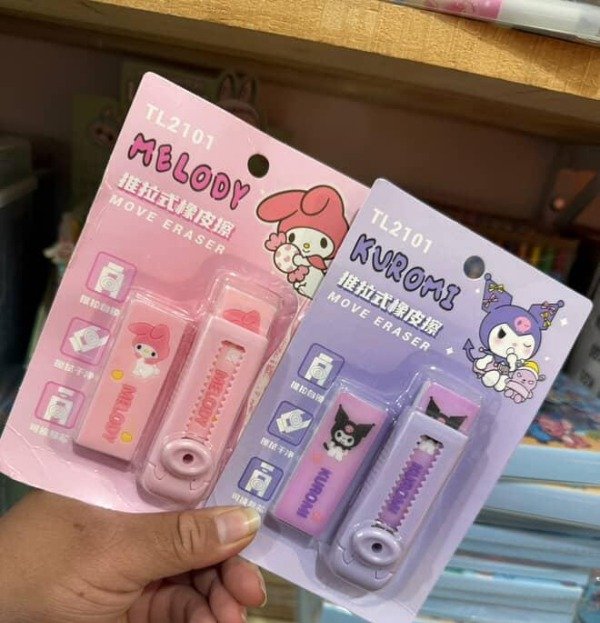 TL2101
MELODY
推拉式橡皮擦
MOVE ERASER
MELODY
MELODY
TL2101
KUROMI
推拉式橡皮擦
MOVE ERASER
KUROMI
KUROMI